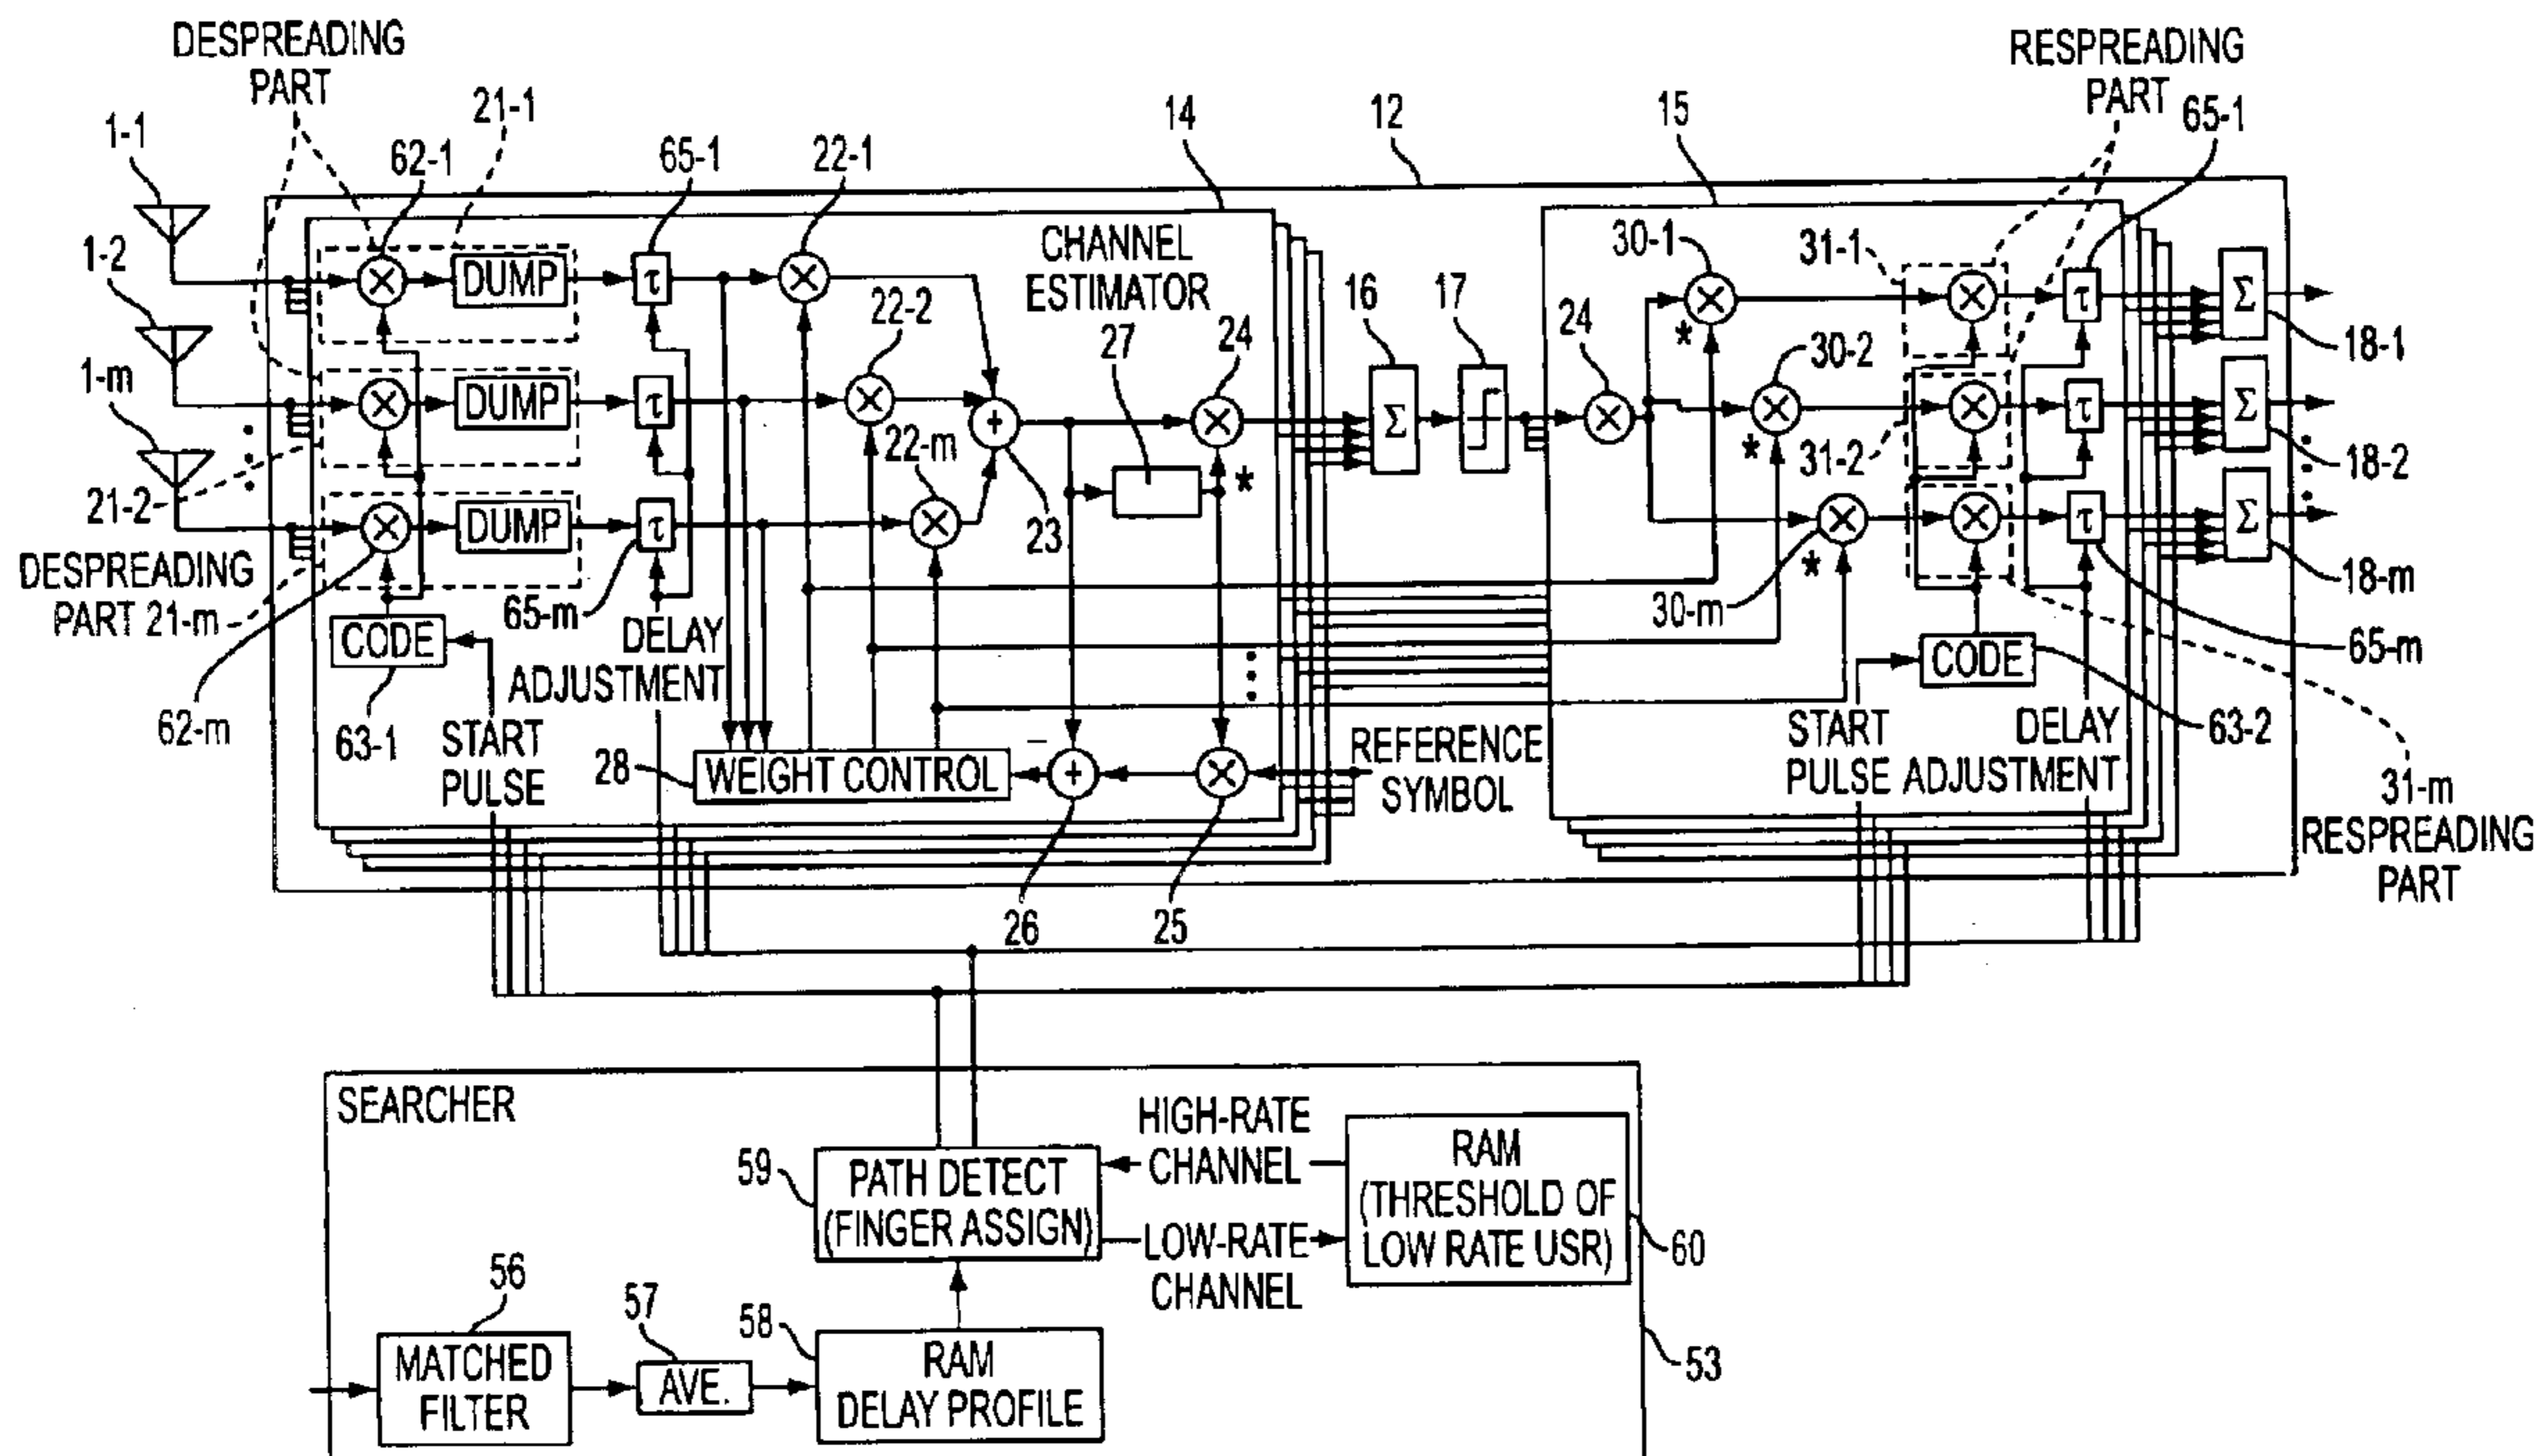 DESPREADING
PART
21-1
1-1
62-1
65-1
22-1
14
12
15
RESPREADING
PART
65-1
1-2
DUMP
τ
CHANNEL
ESTIMATOR
30-1
31-1
τ
Σ
22-2
27
24
16
17
24
*
30-2
18-1
1-m
DUMP
τ
+
Σ
τ
Σ
22-m
*
*
31-2
18-2
21-2
DUMP
τ
23
*
τ
Σ
DESPREADING
PART 21-m
65-m
30-m
18-m
CODE
DELAY
ADJUSTMENT
CODE
65-m
62-m
63-1
START
PULSE
28
WEIGHT CONTROL
−
+
REFERENCE
SYMBOL
START
PULSE
DELAY
ADJUSTMENT
63-2
31-m
RESPREADING
PART
26
25
SEARCHER
HIGH-RATE
CHANNEL
RAM
(THRESHOLD OF
LOW RATE USR)
59
PATH DETECT
(FINGER ASSIGN)
LOW-RATE
CHANNEL
60
56
57
58
MATCHED
FILTER
AVE.
RAM
DELAY PROFILE
53